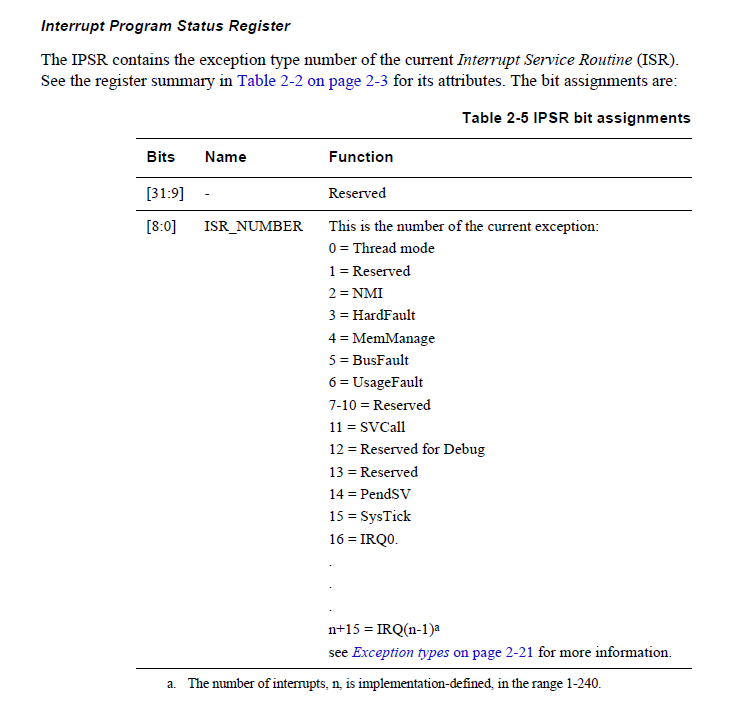 Interrupt Program Status Register
The IPSR contains the exception type number of the current Interrupt Service Routine (ISR).
See the register summary in Table 2-2 on page 2-3 for its attributes. The bit assignments are:
Table 2-5 IPSR bit assignments
Bits Name Function
[31:9] - Reserved
[8:0] ISR_NUMBER This is the number of the current exception:
0 = Thread mode
1 = Reserved
2 = NMI
3 = HardFault
4 = MemManage
5 = BusFault
6 = UsageFault
7-10 = Reserved
11 = SVCall
12 = Reserved for Debug
13 = Reserved
14 = PendSV
15 = SysTick
16 = IRQ0.
.
.
.
n+15 = IRQ(n-1)a
see Exception types on page 2-21 for more information.
a. The number of interrupts, n, is implementation-defined, in the range 1-240.